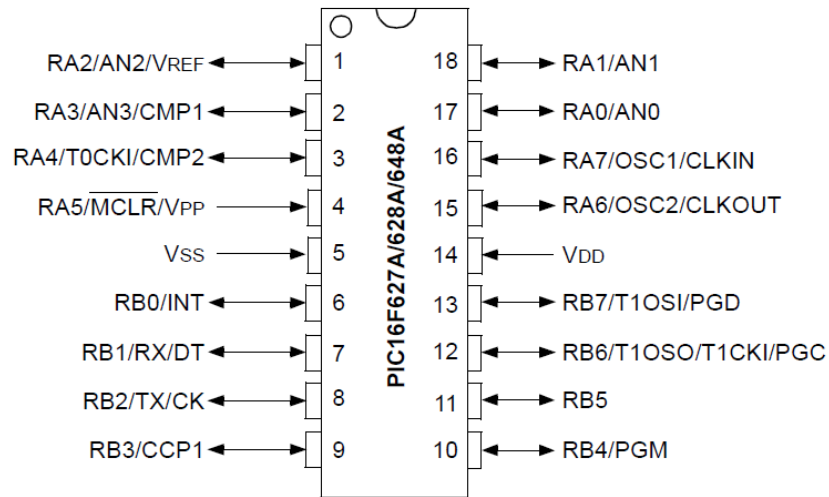 RA2/AN2/VREF 1 18 RA1/AN1
RA3/AN3/CMP1 2 17 RA0/AN0
RA4/T0CKI/CMP2 3 16 RA7/OSC1/CLKIN
RA5/MCLR/VPP 4 15 RA6/OSC2/CLKOUT
VSS 5 14 VDD
RB0/INT 6 13 RB7/T1OSI/PGD
RB1/RX/DT 7 12 RB6/T1OSO/T1CKI/PGC
RB2/TX/CK 8 11 RB5
RB3/CCP1 9 10 RB4/PGM
PIC16F627A/628A/648A